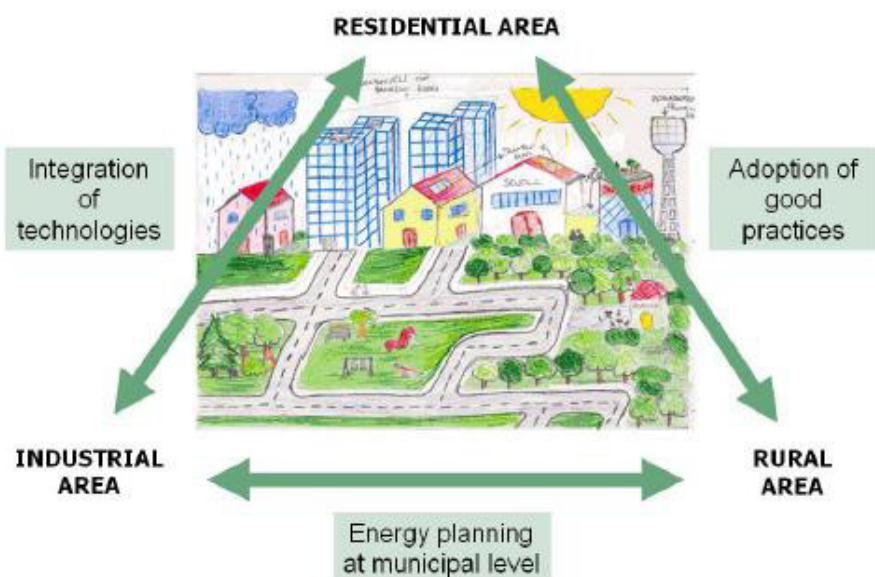 RESIDENTIAL AREA
Integration
of
technologies
Adoption of
good
practices
INDUSTRIAL
AREA
RURAL
AREA
Energy planning
at municipal level